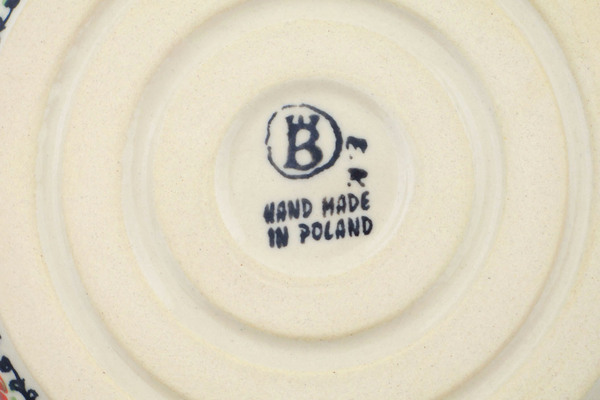 B
E. R.
HAND MADE
IN POLAND